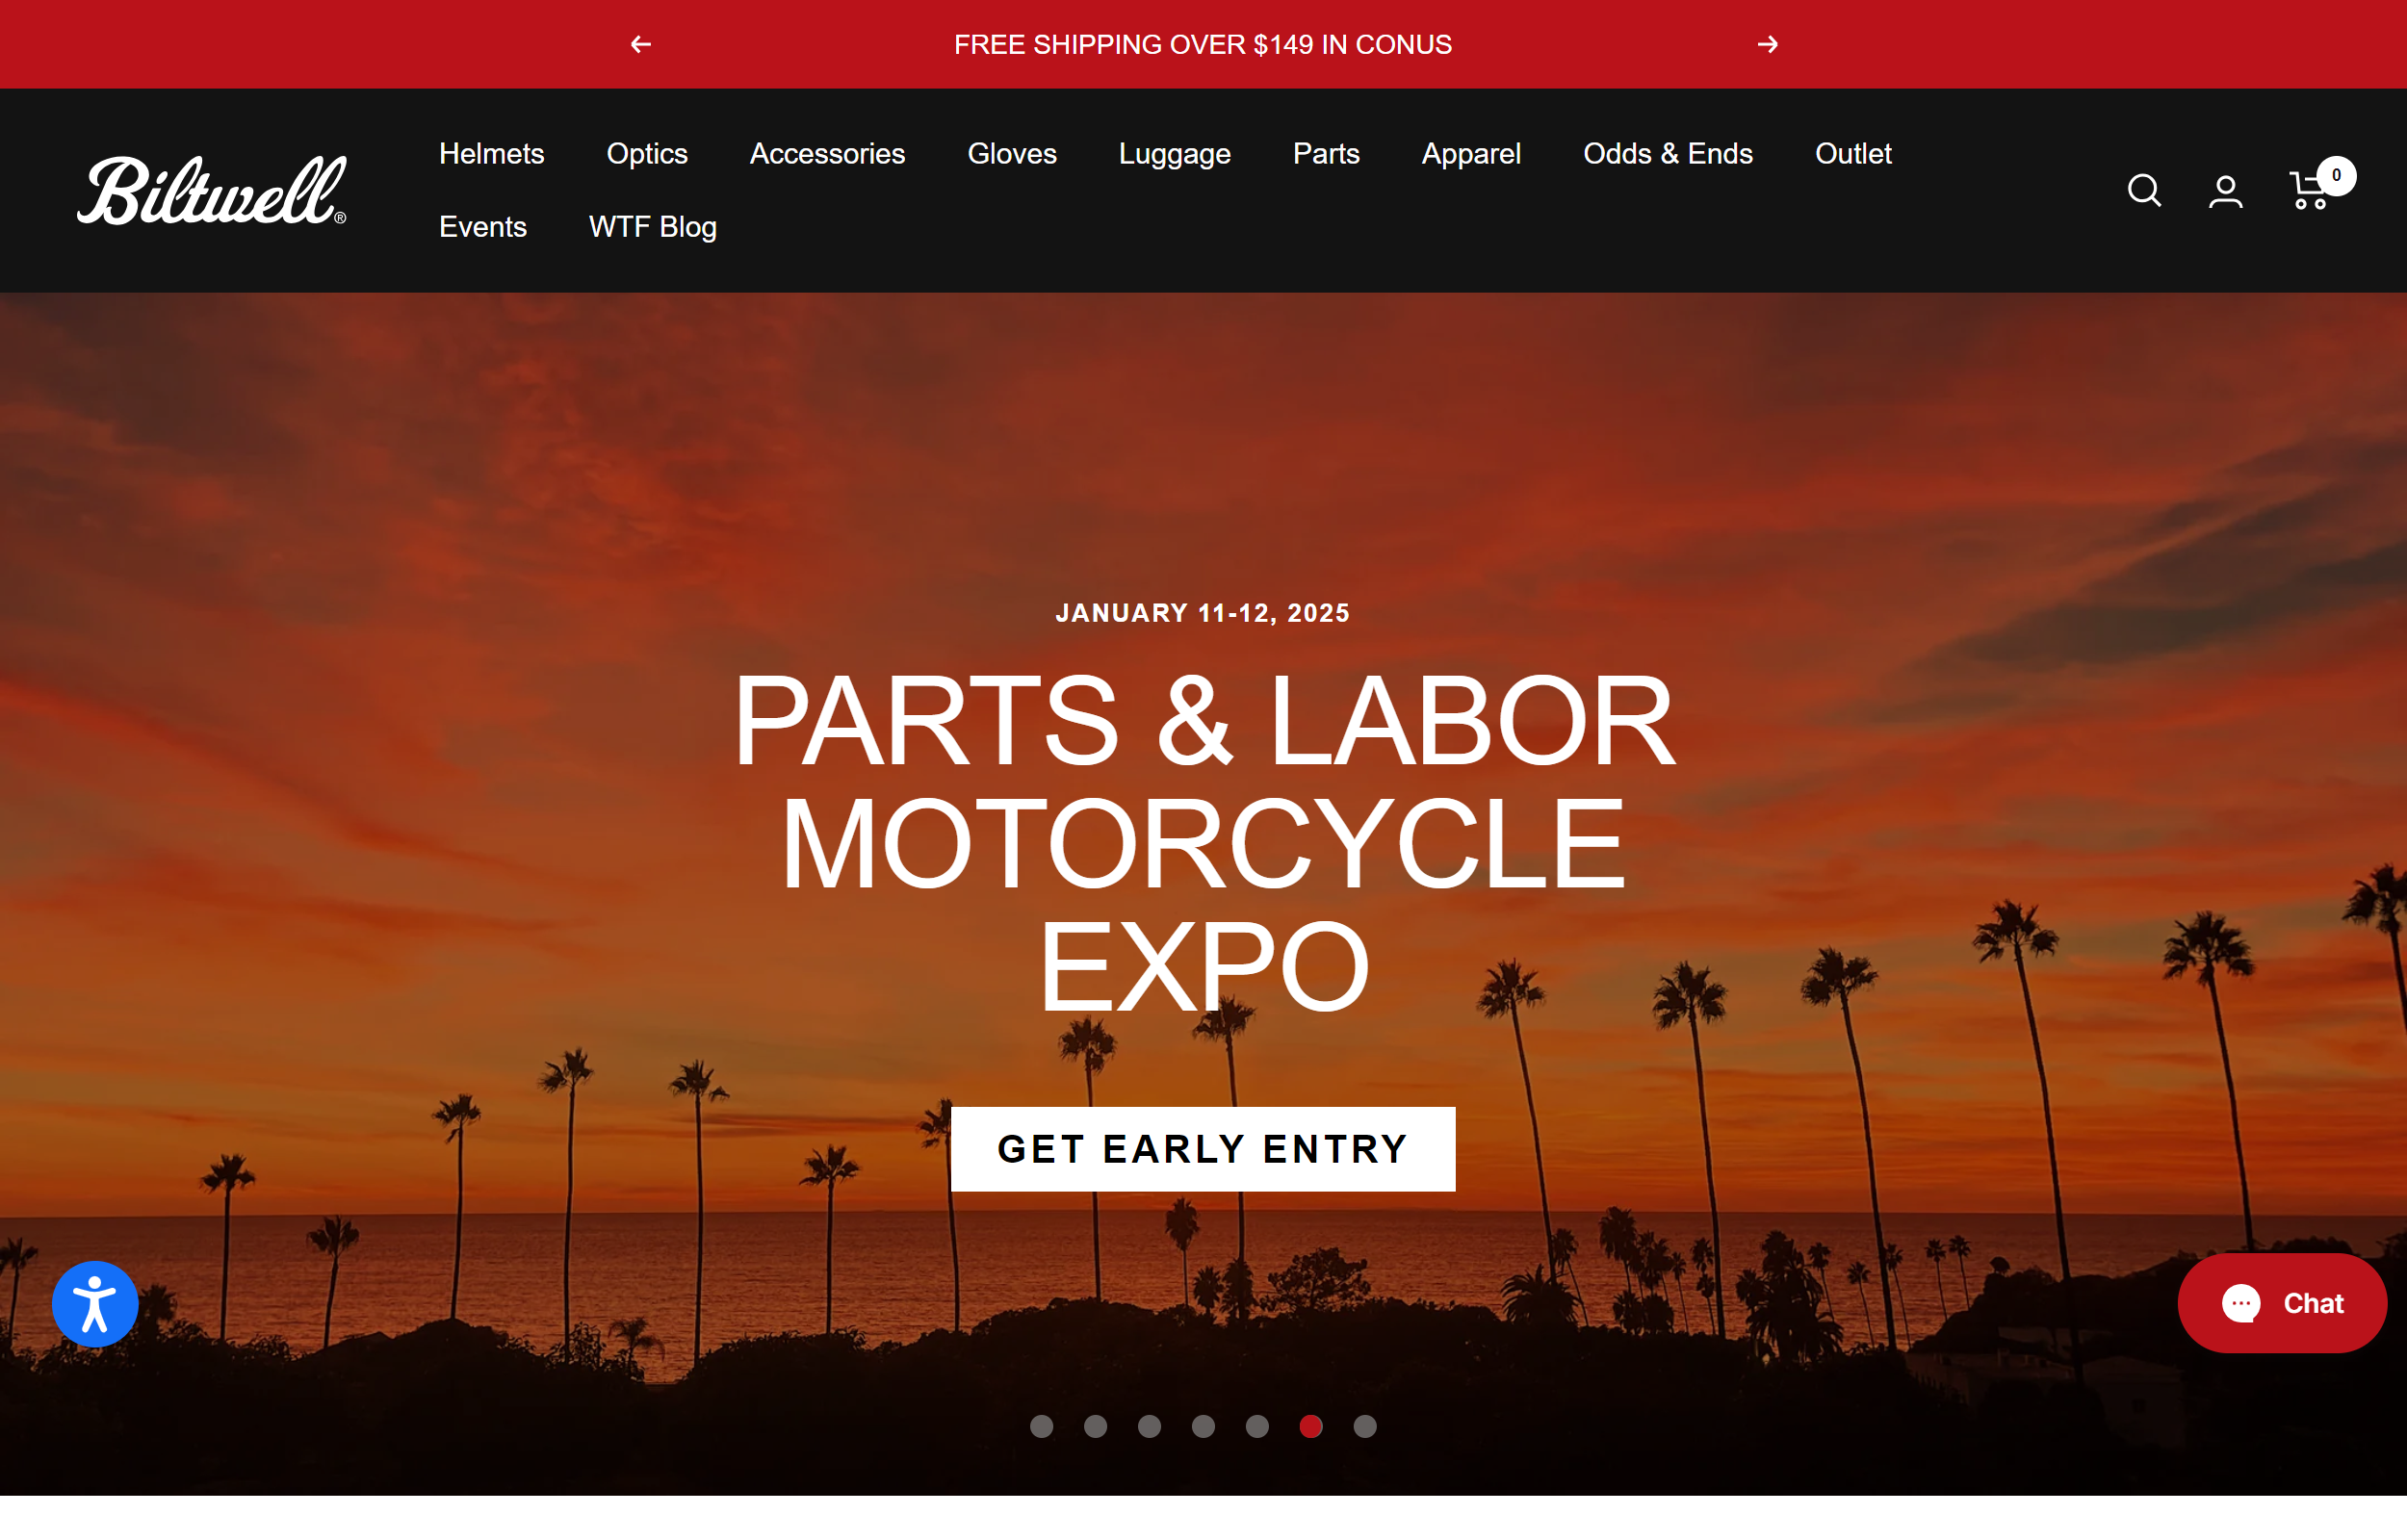 FREE SHIPPING OVER $149 IN CONUS
Biltwell®
Helmets Optics Accessories Gloves Luggage Parts Apparel Odds & Ends Outlet
Events WTF Blog
0
JANUARY 11-12, 2025
PARTS & LABOR
MOTORCYCLE
EXPO
GET EARLY ENTRY
Chat